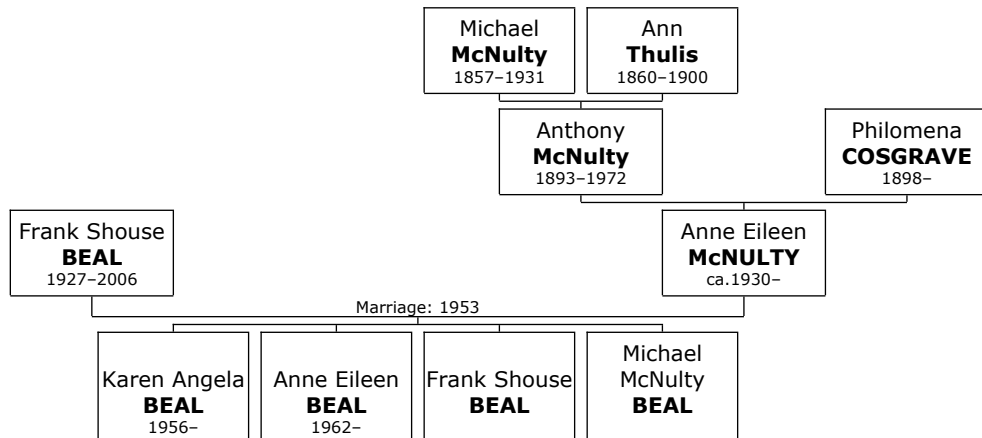 Michael
McNulty
1857–1931
Ann
Thulis
1860–1900
Anthony
McNulty
1893–1972
Philomena
COSGRAVE
1898–
Frank Shouse
BEAL
1927–2006
Anne Eileen
McNULTY
ca.1930–
Marriage: 1953
Karen Angela
BEAL
1956–
Anne Eileen
BEAL
1962–
Frank Shouse
BEAL
Michael
McNulty
BEAL